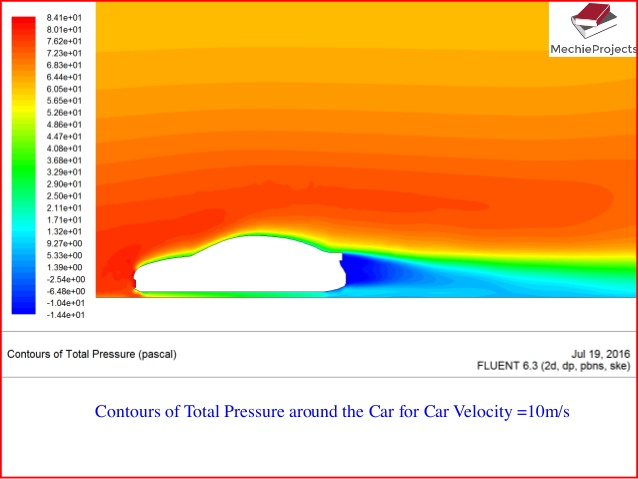 8.41e+01
8.01e+01
7.62e+01
7.23e+01
6.83e+01
6.44e+01
6.05e+01
5.65e+01
5.26e+01
4.86e+01
4.47e+01
4.08e+01
3.68e+01
3.29e+01
2.90e+01
2.50e+01
2.11e+01
1.71e+01
1.32e+01
9.27e+00
5.33e+00
1.39e+00
-2.54e+00
-6.48e+00
-1.04e+01
-1.44e+01
MechieProjects
Contours of Total Pressure (pascal)
Jul 19, 2016
FLUENT 6.3 (2d, dp, pbns, ske)
Contours of Total Pressure around the Car for Car Velocity =10m/s